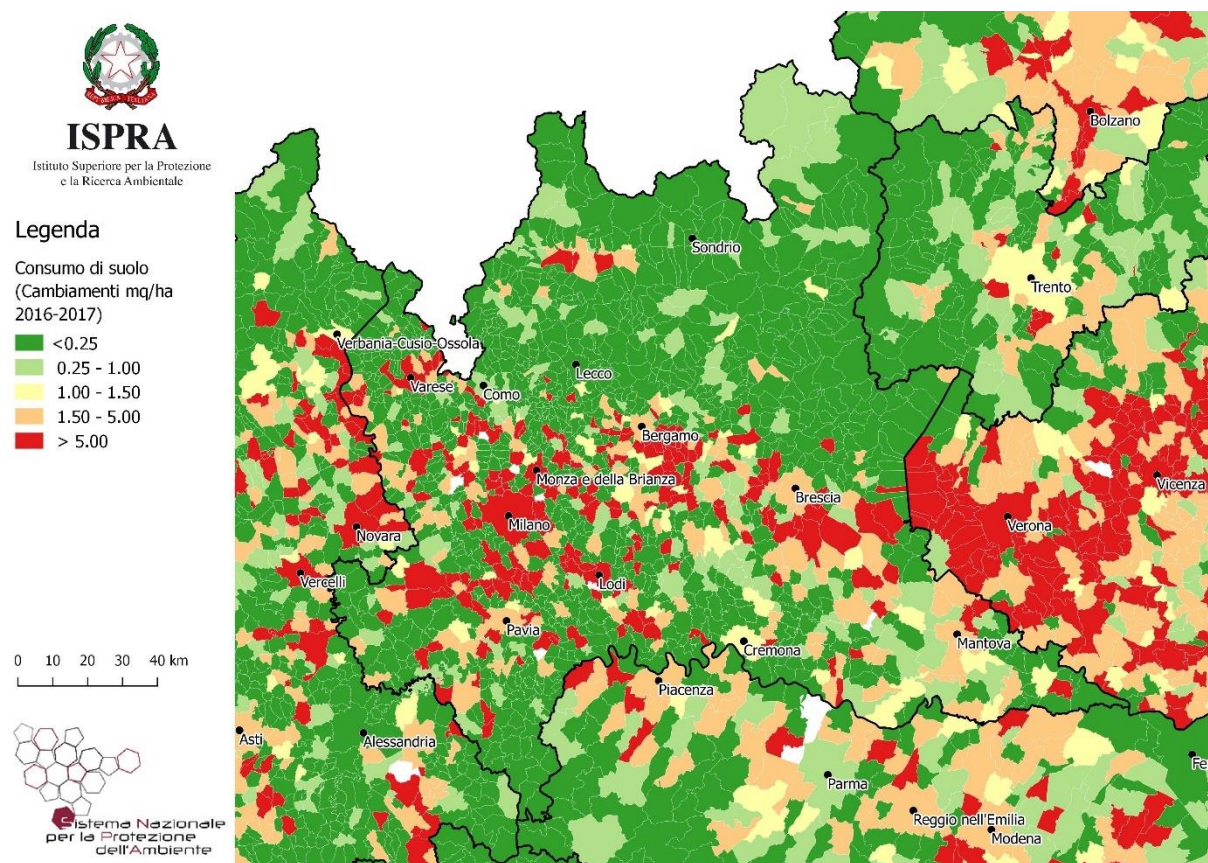 REPVBBLICA ITALIANA
ISPRA
Istituto Superiore per la Protezione
e la Ricerca Ambientale
Legenda
Consumo di suolo
(Cambiamenti mq/ha
2016-2017)
<0.25
0.25 - 1.00
1.00 - 1.50
1.50 - 5.00
> 5.00
0 10 20 30 40 km
Sistema Nazionale
per la Protezione
dell'Ambiente
Bolzano
Sondrio
Trento
Verbania-Cusio-Ossola
Lecco
Varese
Como
Bergamo
Monza e della Brianza
Brescia
Vicenza
Milano
Verona
Novara
Vercelli
Lodi
Pavia
Cremona
Mantova
Piacenza
Asti
Alessandria
Fe
Parma
Reggio nell'Emilia
Modena